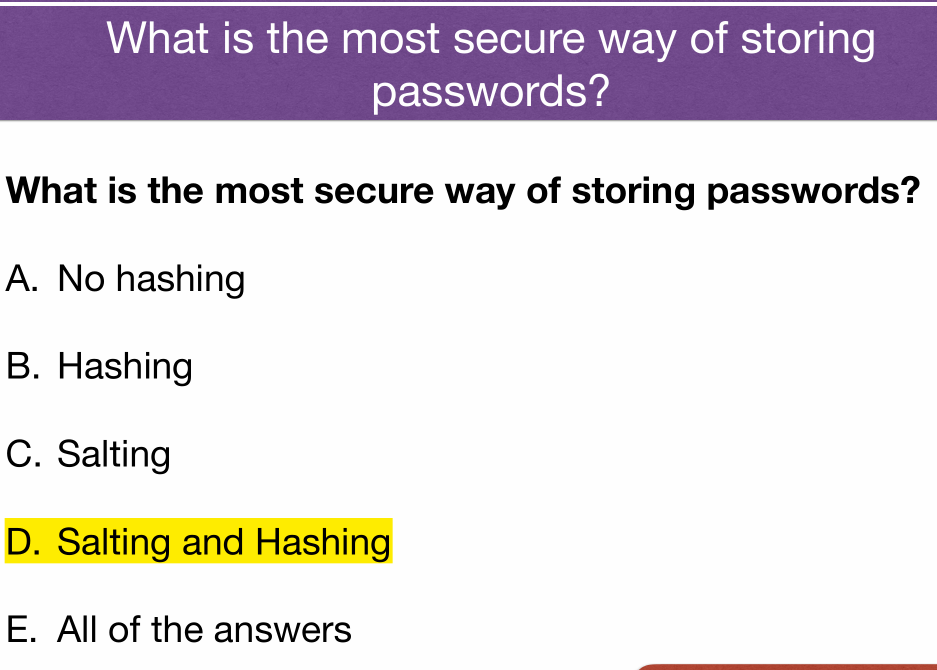 What is the most secure way of storing
passwords?
What is the most secure way of storing passwords?
A. No hashing
B. Hashing
C. Salting
D. Salting and Hashing
E. All of the answers